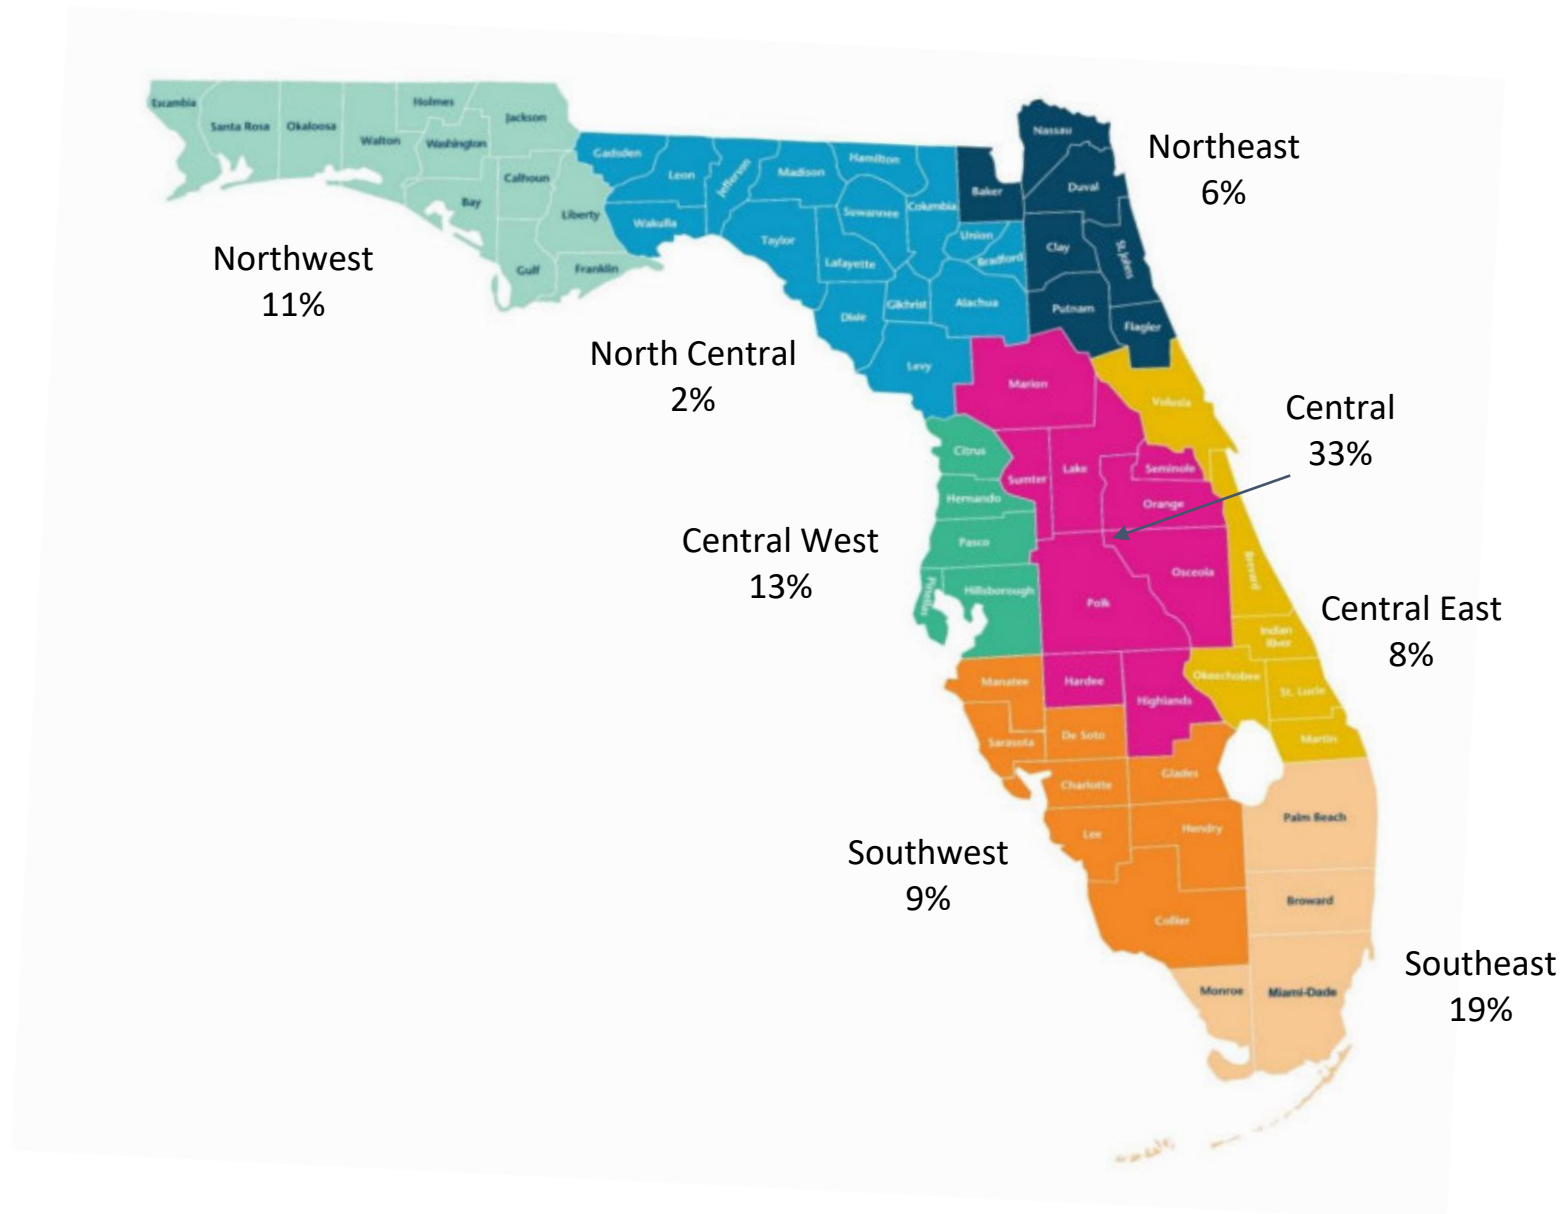 Escambia
Santa Rosa
Okaloosa
Walton
Holmes
Washington
Jackson
Calhoun
Bay
Liberty
Gulf
Franklin
Northwest
11%
Gadsden
Leon
Jefferson
Madison
Hamilton
Suwannee
Columbia
Wakulla
Taylor
Lafayette
Union
Bradford
Gilchrist
Alachua
Dixie
Levy
North Central
2%
Nassau
Baker
Duval
Clay
St. Johns
Putnam
Flagler
Northeast
6%
Marion
Sumter
Lake
Seminole
Orange
Osceola
Polk
Hardee
Highlands
Central
33%
Citrus
Hernando
Pasco
Pinellas
Hillsborough
Central West
13%
Volusia
Brevard
Indian
River
Okeechobee
St. Lucie
Martin
Central East
8%
Manatee
Sarasota
De Soto
Charlotte
Glades
Lee
Hendry
Collier
Southwest
9%
Palm Beach
Broward
Monroe
Miami-Dade
Southeast
19%